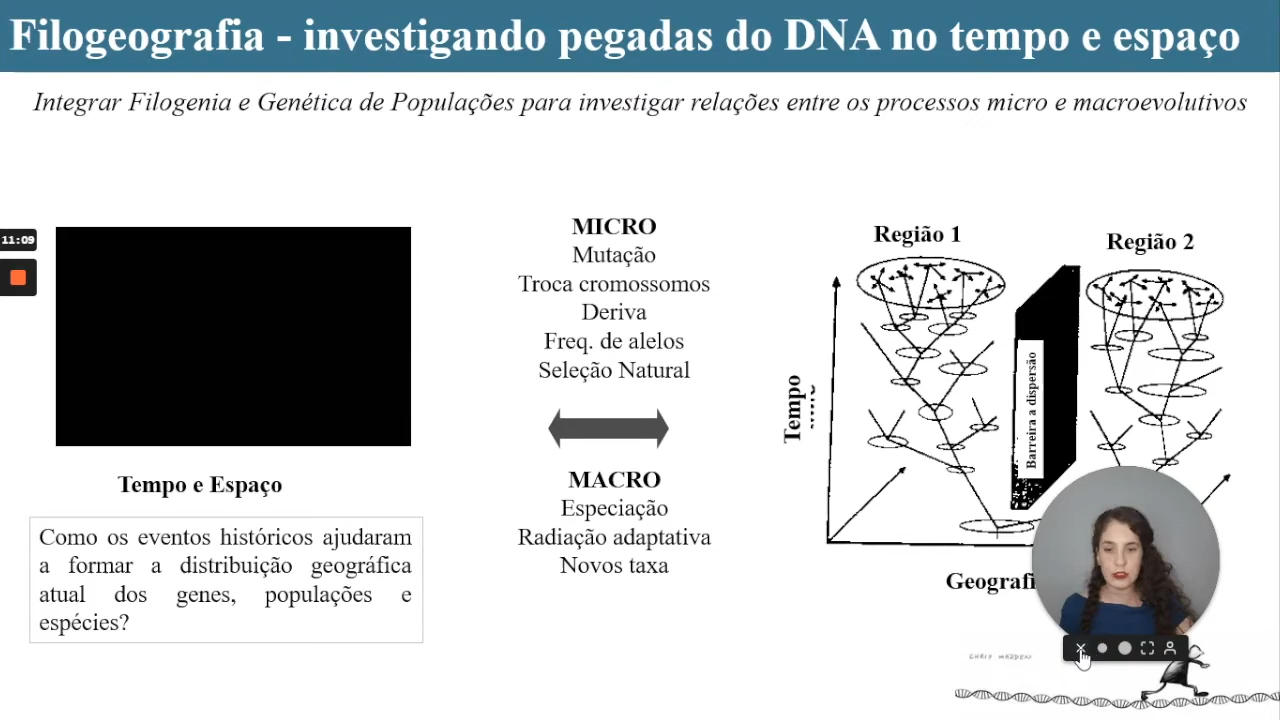 Filogeografia - investigando pegadas do DNA no tempo e espaço
Integrar Filogenia e Genética de Populações para investigar relações entre os processos micro e macroevolutivos
11:09
Tempo e Espaço
Como os eventos históricos ajudaram
a formar a distribuição geográfica
atual dos genes, populações e
espécies?
MICRO
Mutação
Troca cromossomos
Deriva
Freq. de alelos
Seleção Natural
MACRO
Especiação
Radiação adaptativa
Novos taxa
Região 1
Região 2
Tempo
Barreira a dispersão
Geografi